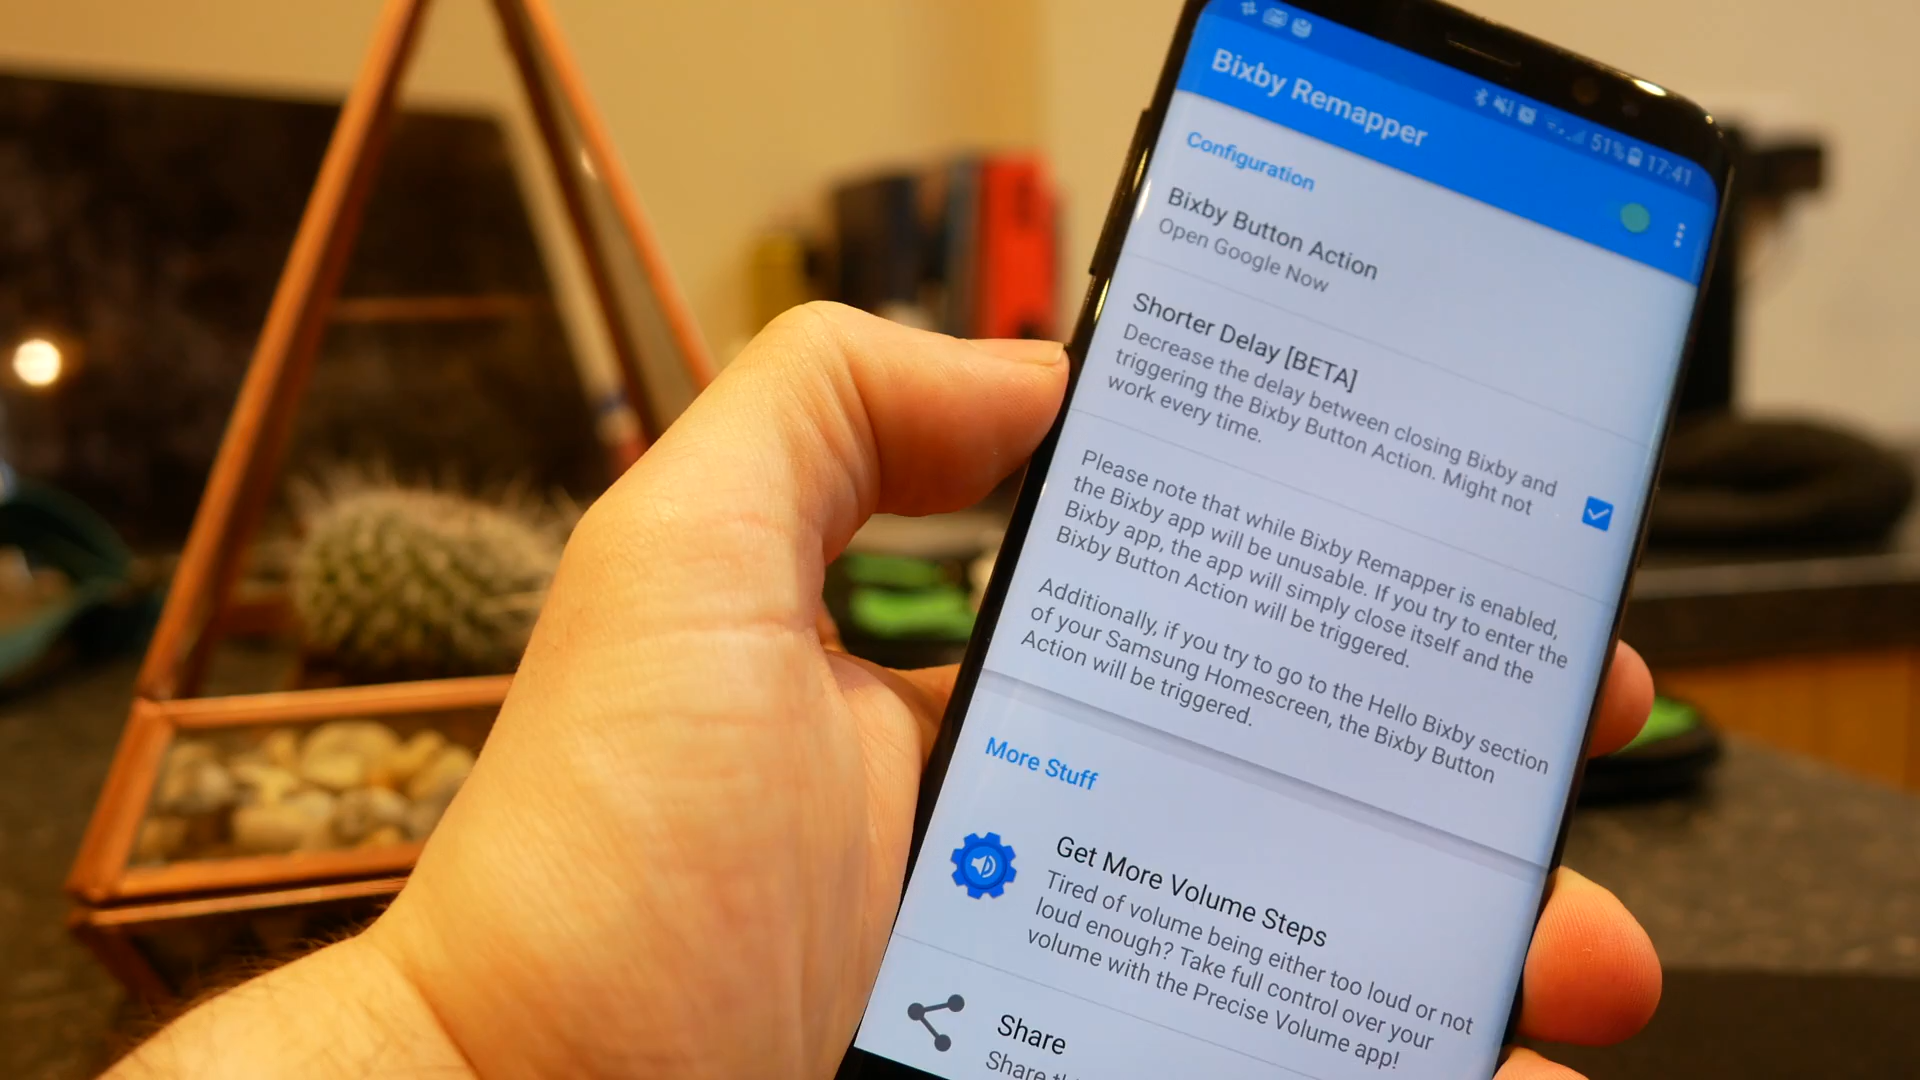 51% 17:41
Bixby Remapper
Configuration
Bixby Button Action
Open Google Now
Shorter Delay [BETA]
Decrease the delay between closing Bixby and
triggering the Bixby Button Action. Might not
work every time.
Please note that while Bixby Remapper is enabled,
the Bixby app will be unusable. If you try to enter the
Bixby app, the app will simply close itself and the
Bixby Button Action will be triggered.
Additionally, if you try to go to the Hello Bixby section
of your Samsung Homescreen, the Bixby Button
Action will be triggered.
More Stuff
Get More Volume Steps
Tired of volume being either too loud or not
loud enough? Take full control over your
volume with the Precise Volume app!
Share
Share